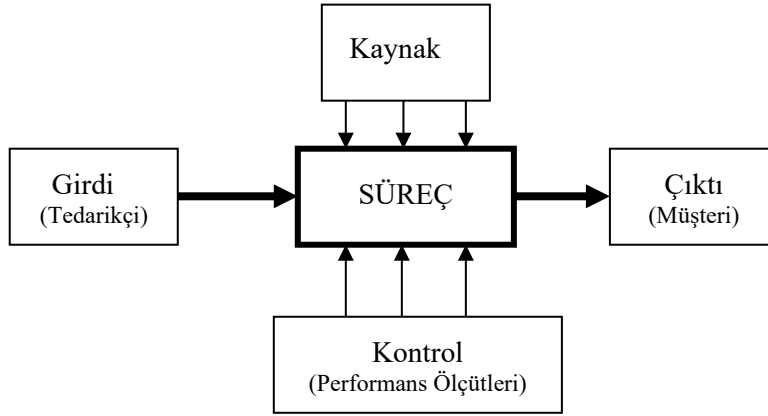 Kaynak
Girdi
(Tedarikçi)
SÜREÇ
Çıktı
(Müşteri)
Kontrol
(Performans Ölçütleri)